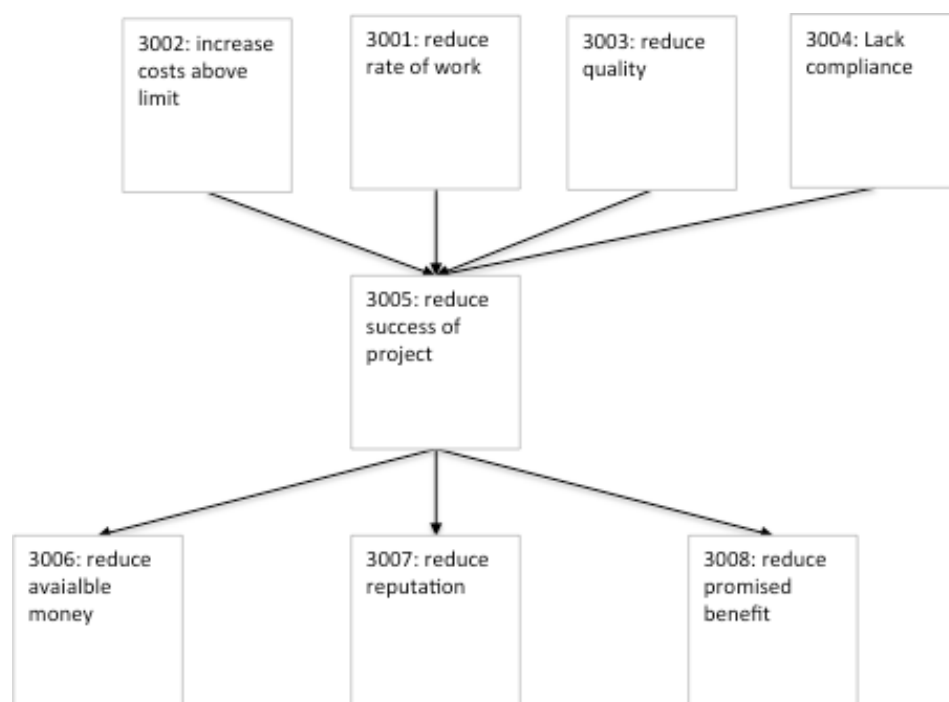 3002: increase
costs above
limit
3001: reduce
rate of work
3003: reduce
quality
3004: Lack
compliance
3005: reduce
success of
project
3006: reduce
avaialble
money
3007: reduce
reputation
3008: reduce
promised
benefit